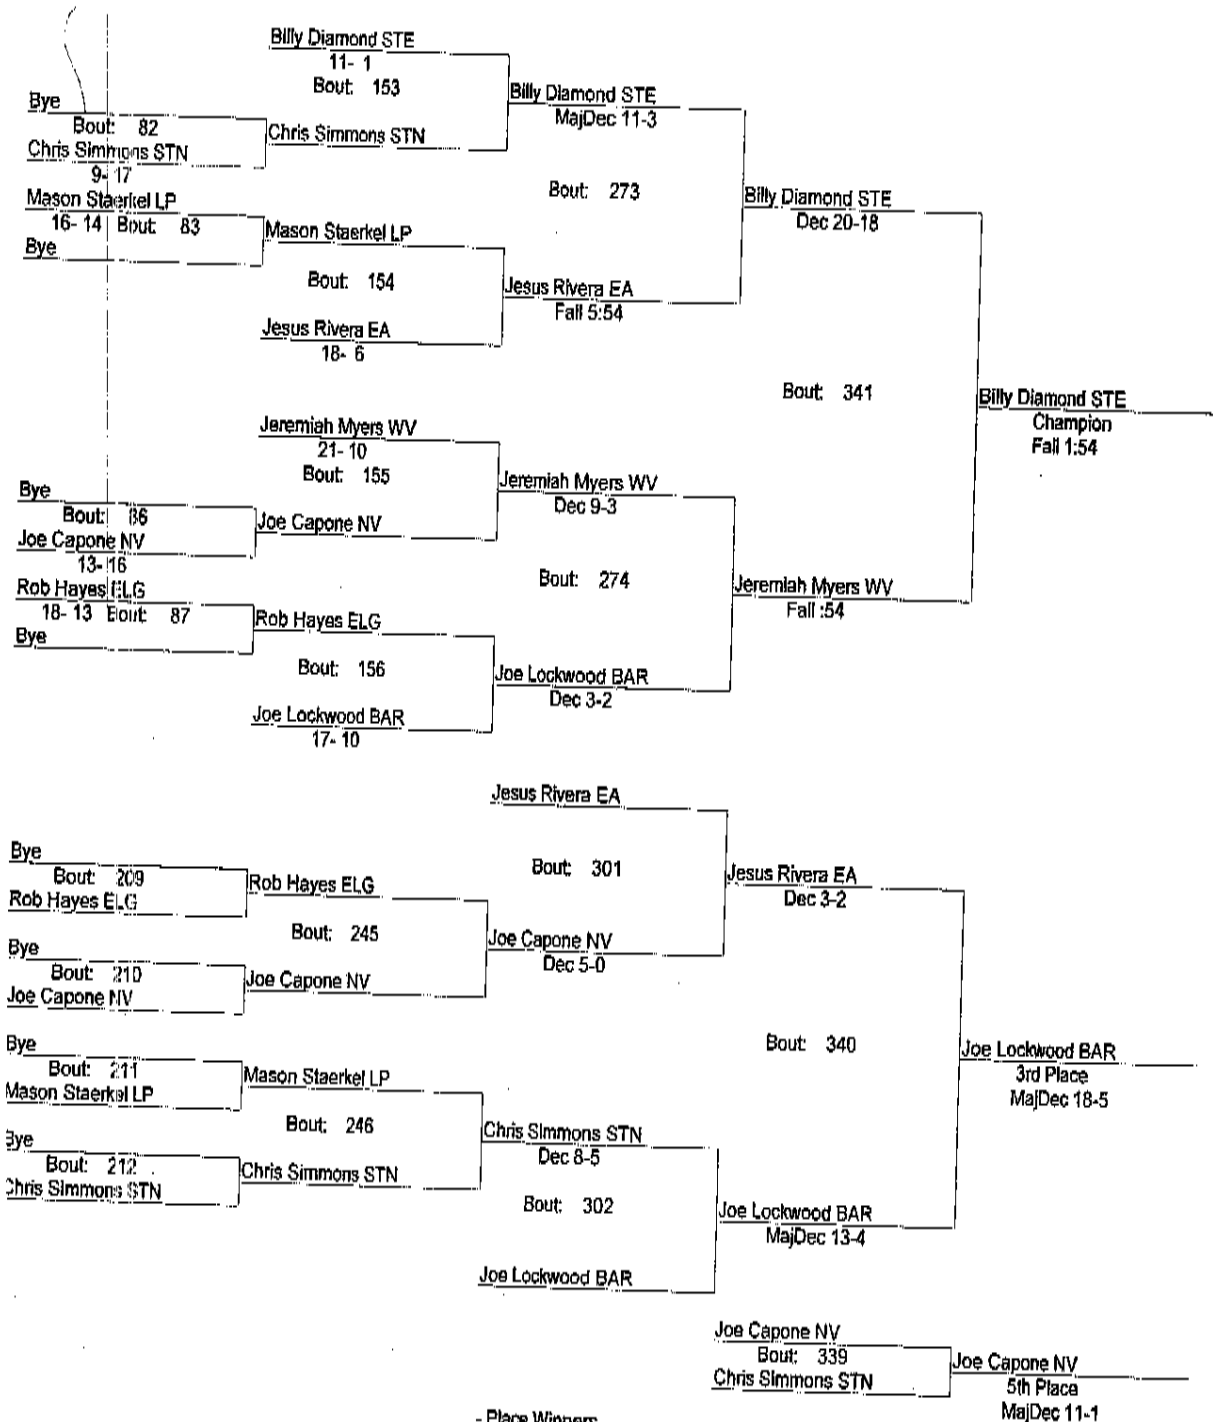 Billy Diamond STE
11- 1
Bout: 153
Bye
Bout: 82
Chris Simmons STN
9- 17
Chris Simmons STN
Billy Diamond STE
MajDec 11-3
Mason Staerkel LP
16- 14 Bout: 83
Bye
Mason Staerkel LP
Bout: 154
Jesus Rivera EA
18- 6
Jesus Rivera EA
Fall 5:54
Bout: 273
Billy Diamond STE
Dec 20-18
Jeremiah Myers WV
21- 10
Bout: 155
Bye
Bout: 86
Joe Capone NV
13- 16
Joe Capone NV
Jeremiah Myers WV
Dec 9-3
Rob Hayes ELG
18- 13 Bout: 87
Bye
Rob Hayes ELG
Bout: 156
Joe Lockwood BAR
17- 10
Joe Lockwood BAR
Dec 3-2
Bout: 274
Jeremiah Myers WV
Fall :54
Bout: 341
Billy Diamond STE
Champion
Fall 1:54
Jesus Rivera EA
Bout: 301
Bye
Bout: 209
Rob Hayes ELG
Rob Hayes ELG
Bout: 245
Bye
Bout: 210
Joe Capone NV
Joe Capone NV
Joe Capone NV
Dec 5-0
Jesus Rivera EA
Dec 3-2
Bye
Bout: 211
Mason Staerkel LP
Mason Staerkel LP
Bout: 246
Bye
Bout: 212
Chris Simmons STN
Chris Simmons STN
Chris Simmons STN
Dec 8-5
Bout: 302
Joe Lockwood BAR
Joe Lockwood BAR
MajDec 13-4
Bout: 340
Joe Lockwood BAR
3rd Place
MajDec 18-5
Joe Capone NV
Bout: 339
Chris Simmons STN
Joe Capone NV
5th Place
MajDec 11-1
- Place Winners